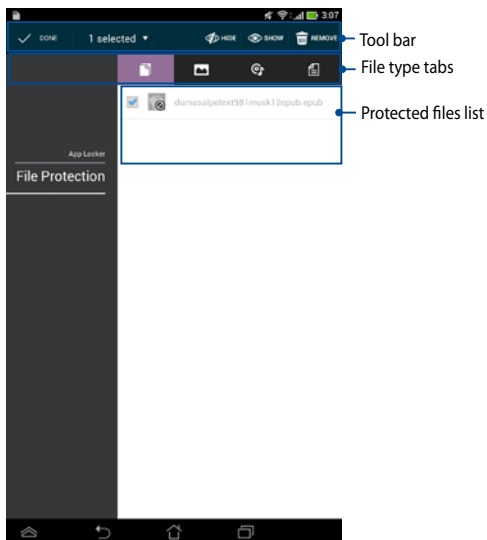 3:07
DONE 1 selected HIDE SHOW REMOVE
Tool bar
File type tabs
dumasalpetext981musk12epub.epub
Protected files list
App Locker
File Protection